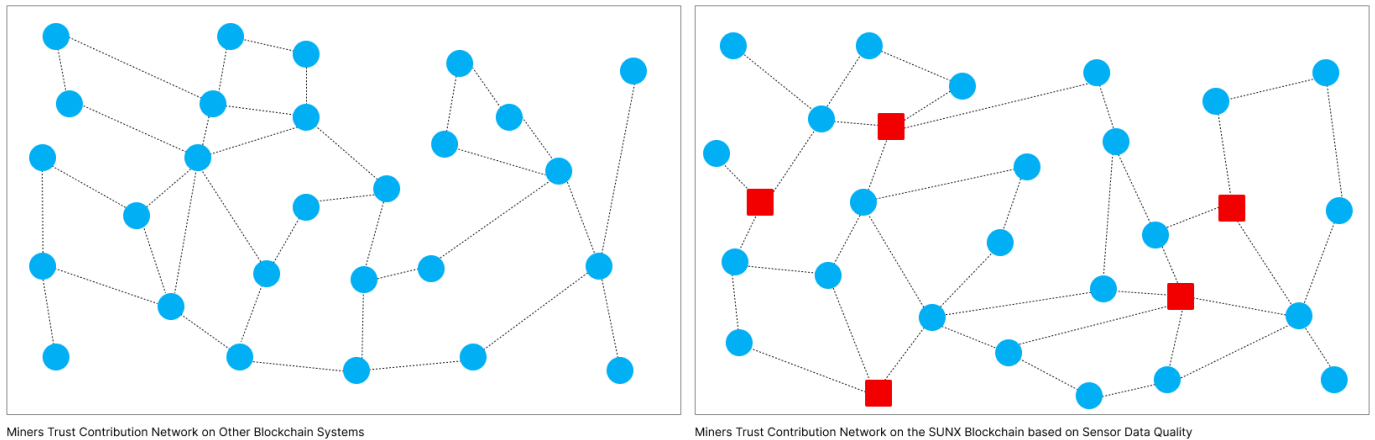 Miners Trust Contribution Network on Other Blockchain Systems
Miners Trust Contribution Network on the SUNX Blockchain based on Sensor Data Quality